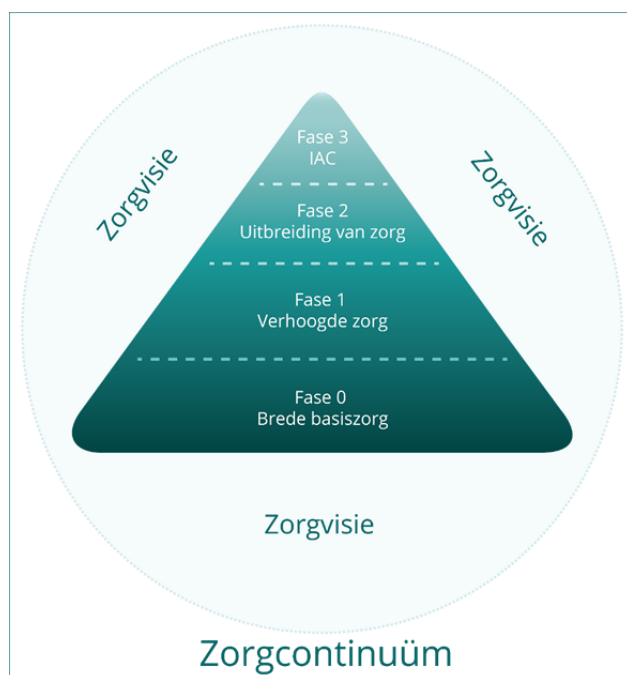 Zorgvisie
Zorgvisie
Fase 3
IAC
Fase 2
Uitbreiding van zorg
Fase 1
Verhoogde zorg
Fase 0
Brede basiszorg
Zorgvisie
Zorgcontinuüm